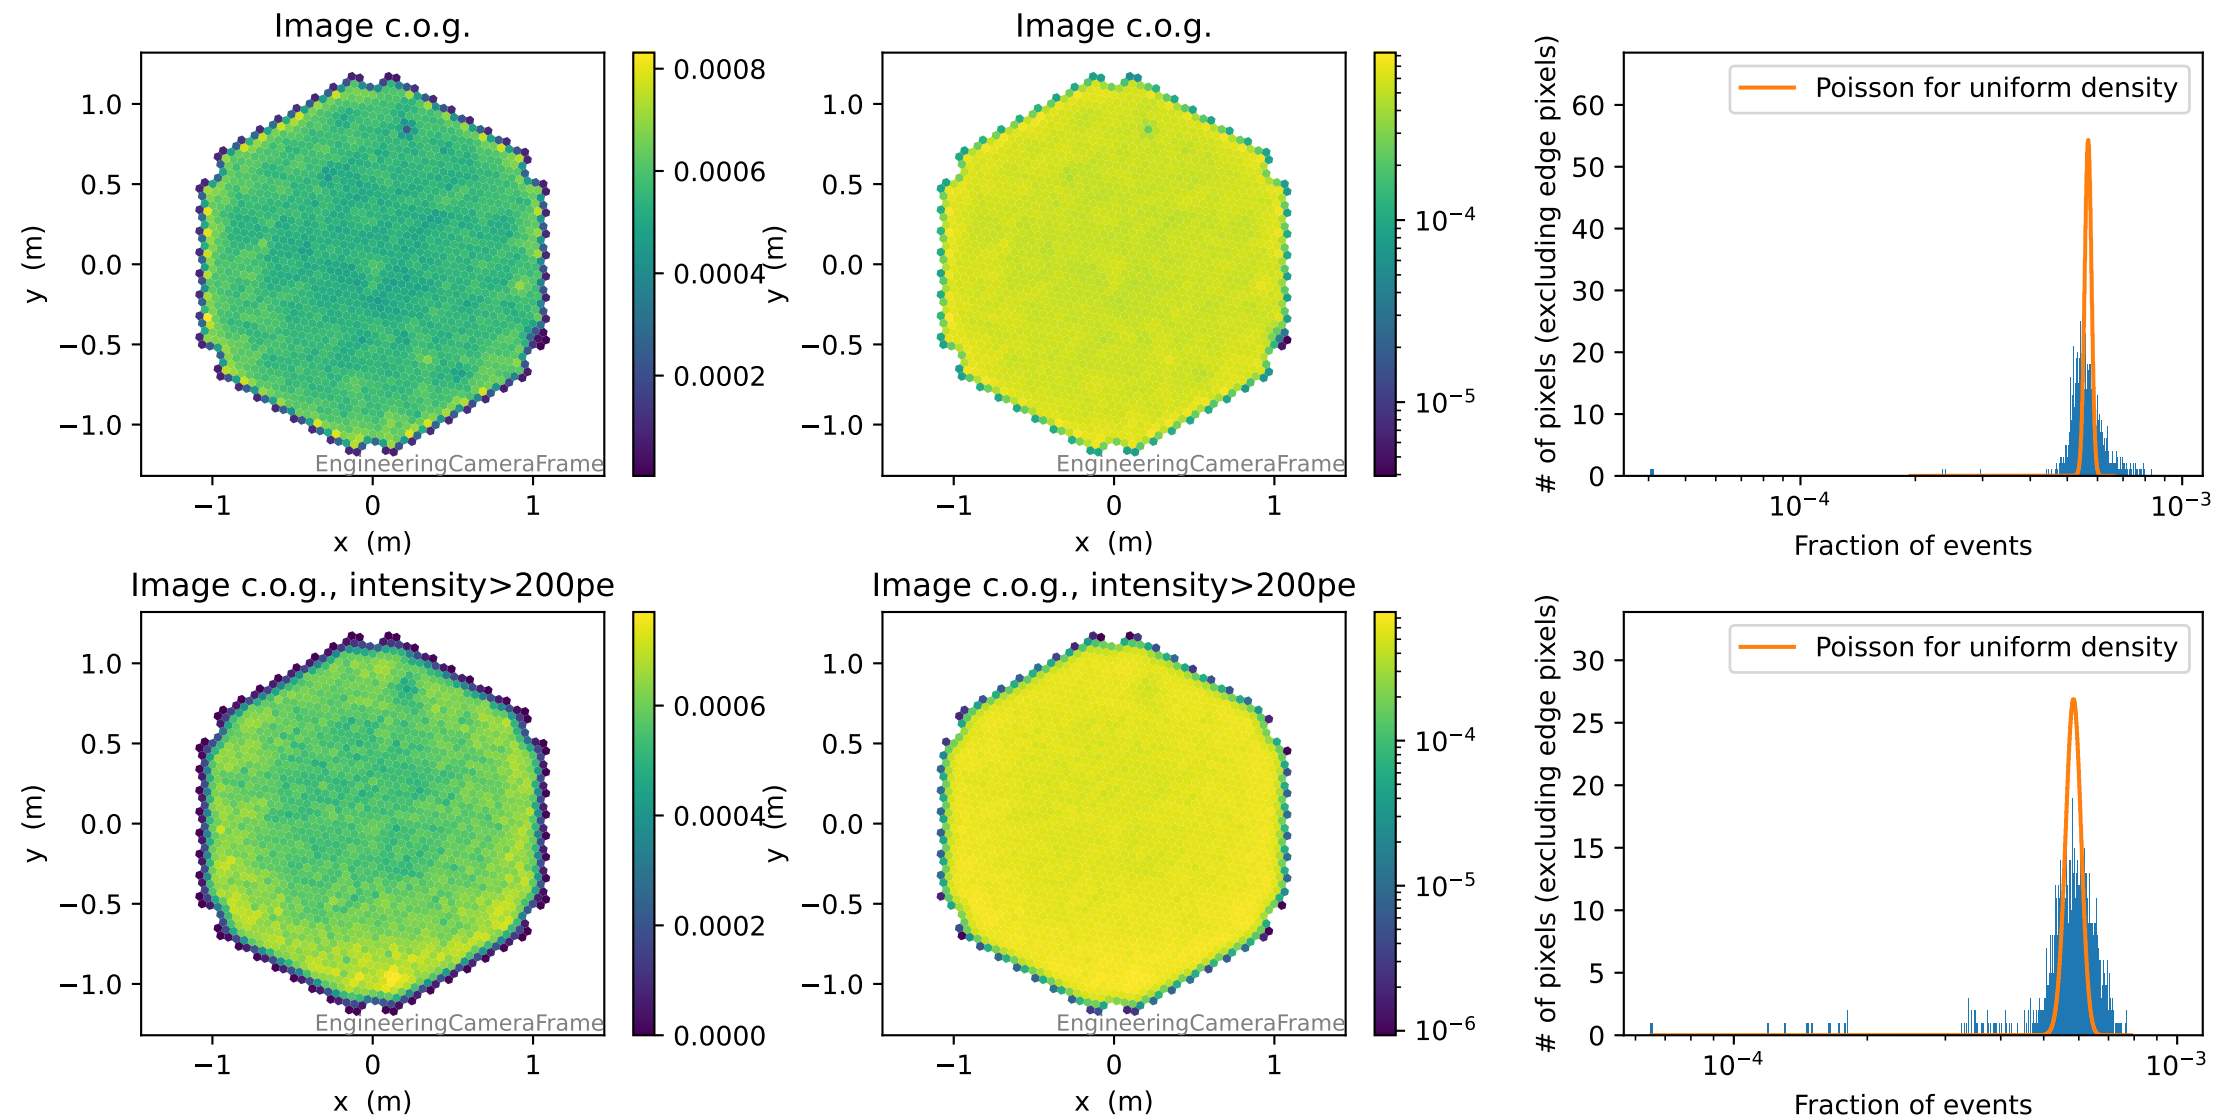 Image c.o.g.
y (m)
1.0
0.5
0.0
−0.5
−1.0
EngineeringCameraFrame
−1 0 1
x (m)
0.0008
0.0006
0.0004
0.0002
Image c.o.g.
y (m)
1.0
0.5
0.0
−0.5
−1.0
EngineeringCameraFrame
−1 0 1
x (m)
10⁻⁴
10⁻⁵
# of pixels (excluding edge pixels)
Poisson for uniform density
60
50
40
30
20
10
0
10⁻⁴ 10⁻³
Fraction of events
Image c.o.g., intensity>200pe
y (m)
1.0
0.5
0.0
−0.5
−1.0
EngineeringCameraFrame
−1 0 1
x (m)
0.0006
0.0004
0.0002
0.0000
Image c.o.g., intensity>200pe
y (m)
1.0
0.5
0.0
−0.5
−1.0
EngineeringCameraFrame
−1 0 1
x (m)
10⁻⁴
10⁻⁵
10⁻⁶
# of pixels (excluding edge pixels)
Poisson for uniform density
30
25
20
15
10
5
0
10⁻⁴ 10⁻³
Fraction of events